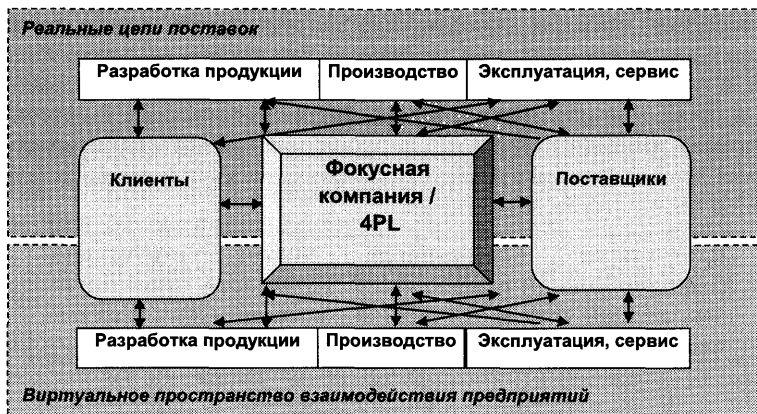 Реальные цепи поставок
Разработка продукции
Производство
Эксплуатация, сервис
Клиенты
Фокусная
компания /
4PL
Поставщики
Разработка продукции
Производство
Эксплуатация, сервис
Виртуальное пространство взаимодействия предприятий